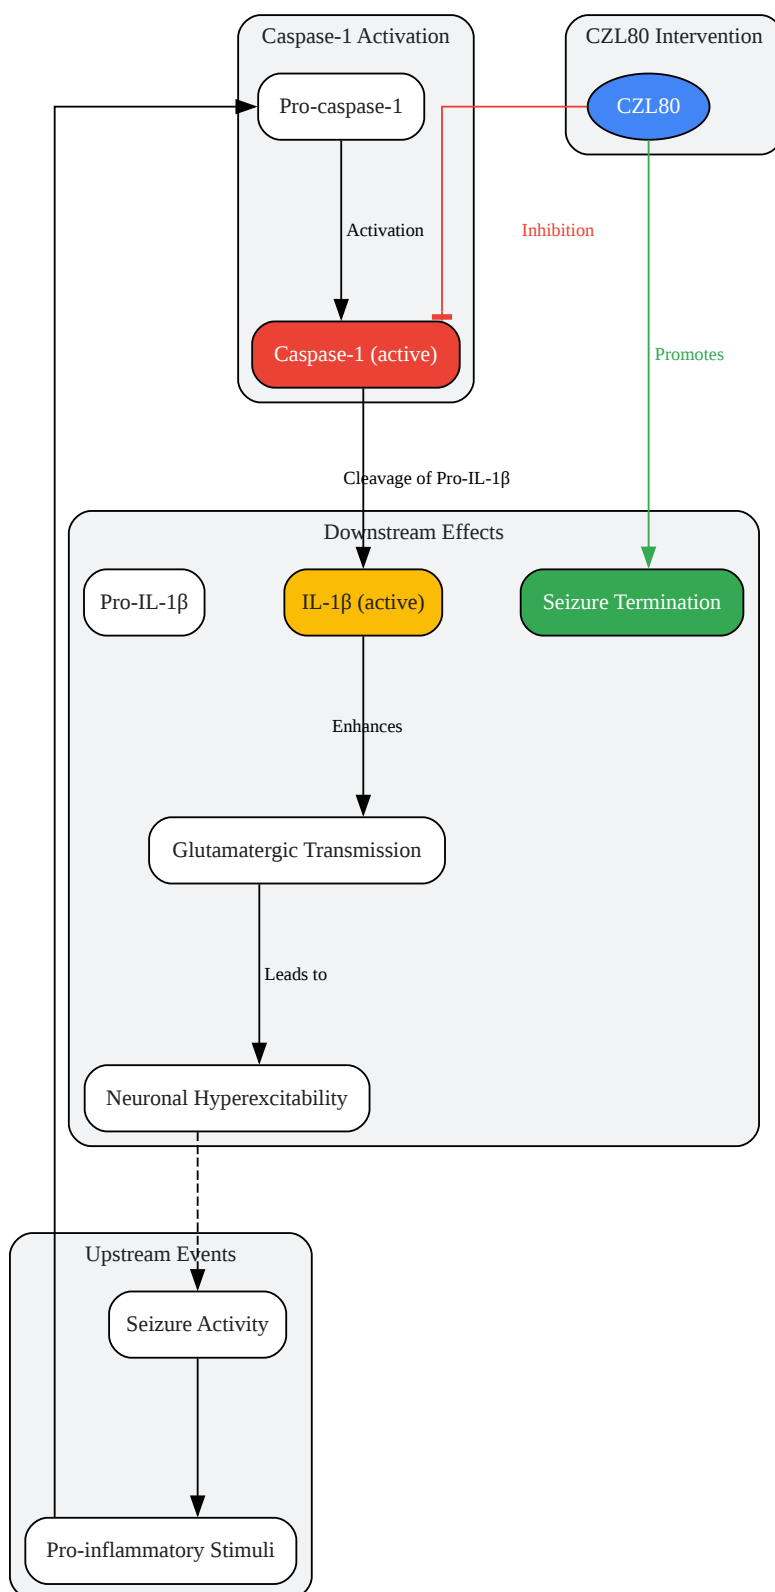 Caspase-1 Activation
CZL80 Intervention
Pro-caspase-1
CZL80
Activation
Inhibition
Caspase-1 (active)
Promotes
Cleavage of Pro-IL-1β
Downstream Effects
Pro-IL-1β
IL-1β (active)
Seizure Termination
Enhances
Glutamatergic Transmission
Leads to
Neuronal Hyperexcitability
Upstream Events
Seizure Activity
Pro-inflammatory Stimuli